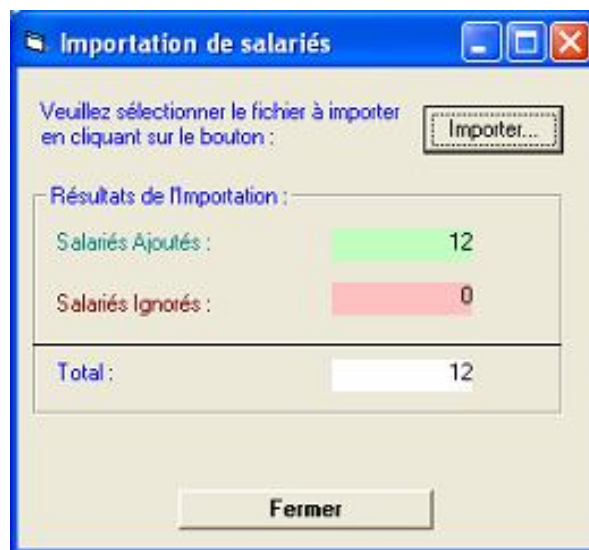 Importation de salariés
Veuillez sélectionner le fichier à importer
en cliquant sur le bouton :
Importer...
Résultats de l'Importation :
Salariés Ajoutés : 12
Salariés Ignorés : 0
Total : 12
Fermer